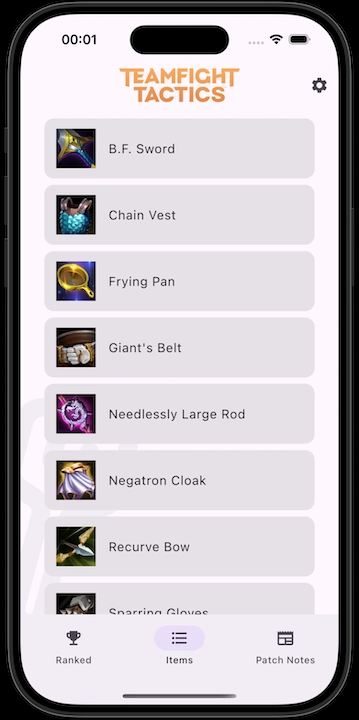 00:01
TEAMFIGHT
TACTICS
B.F. Sword
Chain Vest
Frying Pan
Giant's Belt
Needlessly Large Rod
Negatron Cloak
Recurve Bow
Sparring Gloves
Ranked
Items
Patch Notes